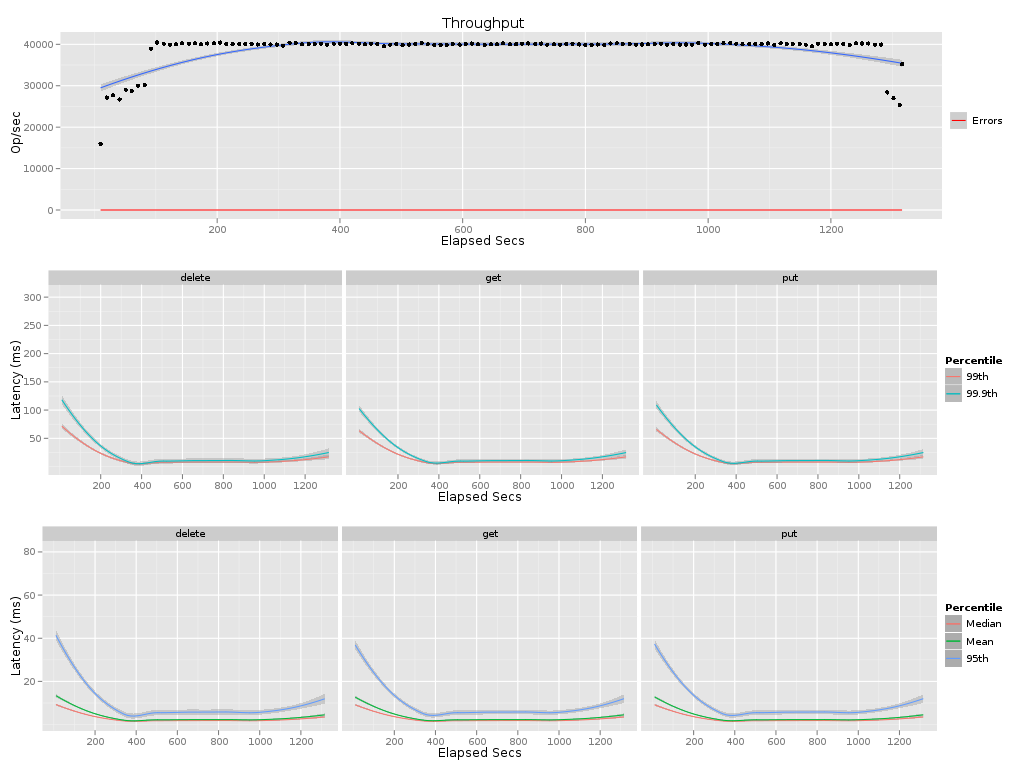 Throughput
Op/sec
40000
30000
20000
10000
0
200 400 600 800 1000 1200
Elapsed Secs
Errors
delete get put
Latency (ms)
300
250
200
150
100
50
200 400 600 800 1000 1200 200 400 600 800 1000 1200 200 400 600 800 1000 1200
Elapsed Secs
Percentile
99th
99.9th
delete get put
Latency (ms)
80
60
40
20
200 400 600 800 1000 1200 200 400 600 800 1000 1200 200 400 600 800 1000 1200
Elapsed Secs
Percentile
Median
Mean
95th